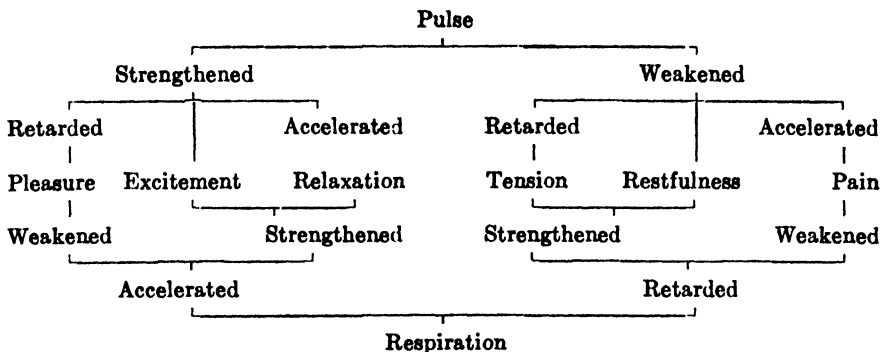 Pulse
Strengthened Weakened
Retarded Accelerated Retarded Accelerated
Pleasure Excitement Relaxation Tension Restfulness Pain
Weakened Strengthened Strengthened Weakened
Accelerated Retarded
Respiration